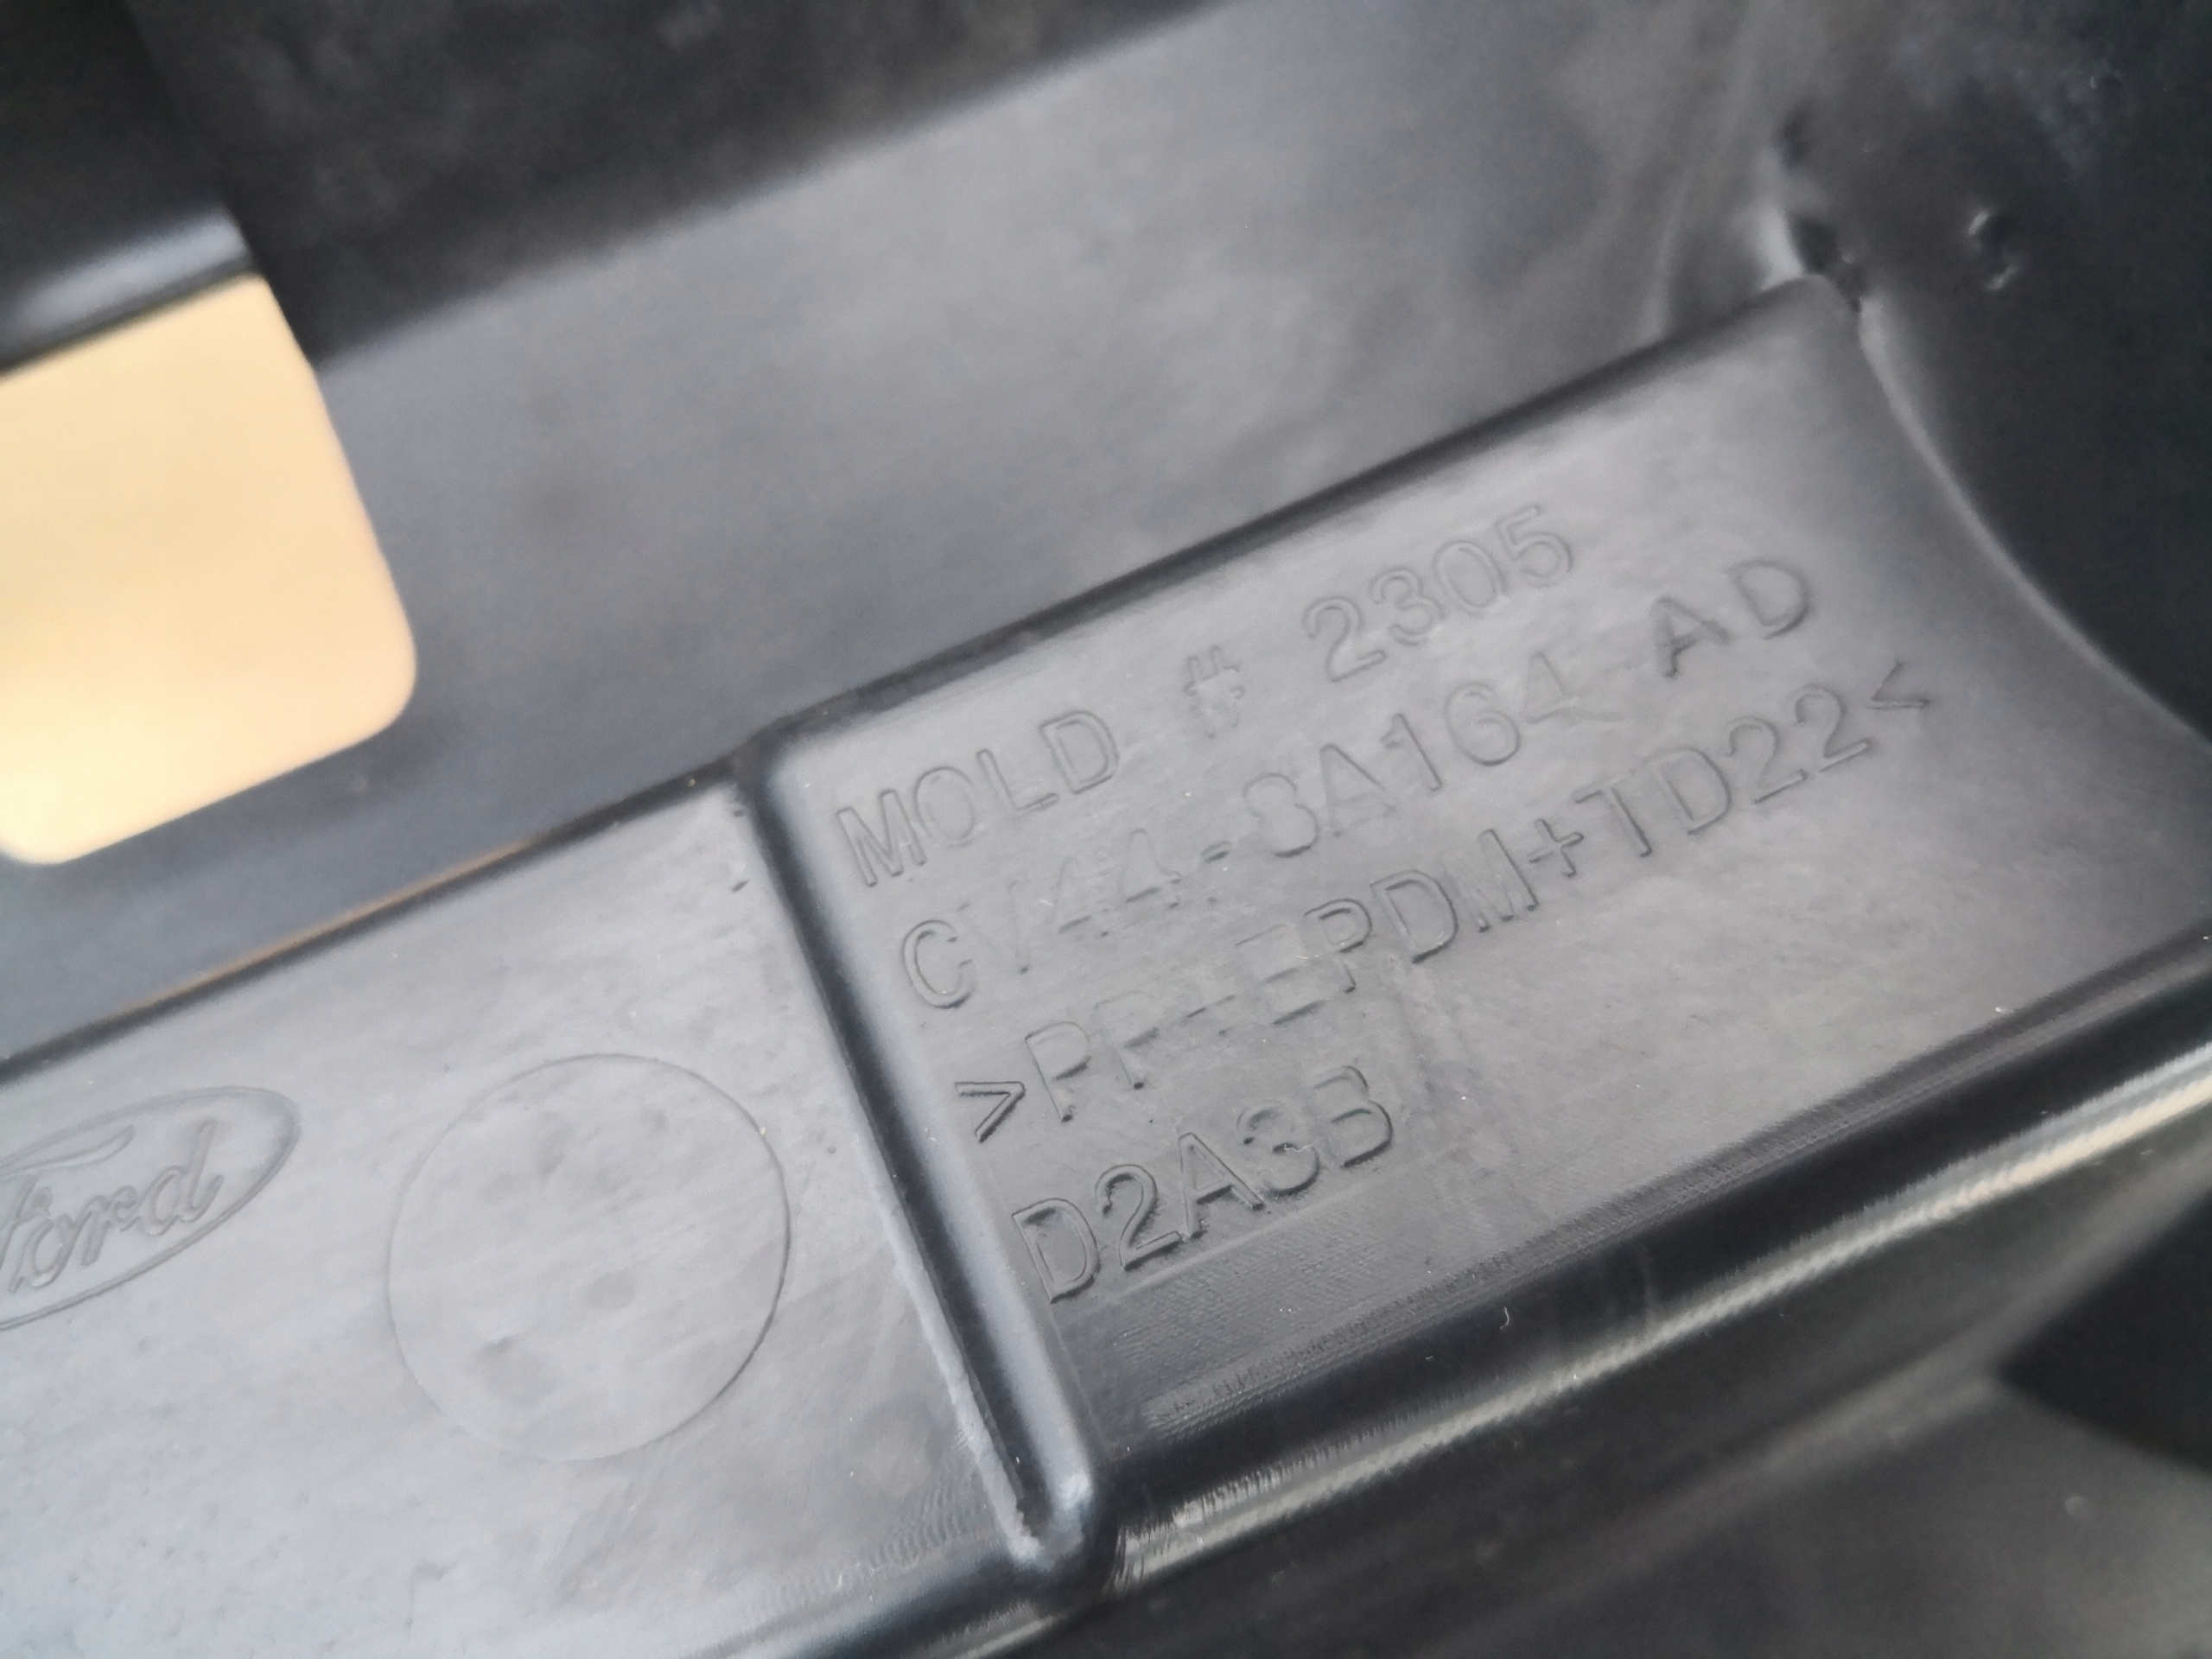 MOLD # 2305
CV44-8A164 AD
>PP+EPDM+TD22<
D2A3B
Ford